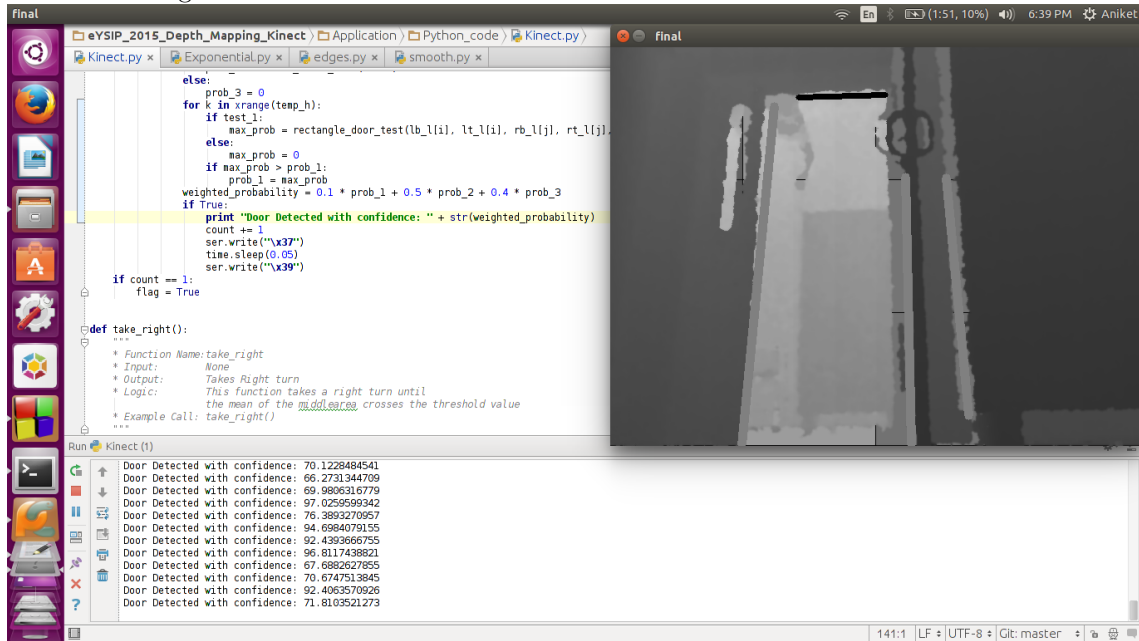 final
En (1:51, 10%) 6:39 PM Aniket
eYSIP_2015_Depth_Mapping_Kinect Application Python_code Kinect.py
Kinect.py × Exponential.py × edges.py × smooth.py ×
else:
prob_3 = 0
for k in xrange(temp_h):
if test_1:
max_prob = rectangle_door_test(lb_l[i], lt_l[i], rb_l[j], rt_l[j],
else:
max_prob = 0
if max_prob > prob_1:
prob_1 = max_prob
weighted_probability = 0.1 * prob_1 + 0.5 * prob_2 + 0.4 * prob_3
if True:
print "Door Detected with confidence: " + str(weighted_probability)
count += 1
ser.write("\x37")
time.sleep(0.05)
ser.write("\x39")
if count == 1:
flag = True
def take_right():
"""
* Function Name:take_right
* Input: None
* Output: Takes Right turn
* Logic: This function takes a right turn until
the mean of the middlearea crosses the threshold value
* Example Call: take_right()
"""
final
Run Kinect (1)
Door Detected with confidence: 70.1228484541
Door Detected with confidence: 66.2731344709
Door Detected with confidence: 69.9806316779
Door Detected with confidence: 97.0259599342
Door Detected with confidence: 76.3893270957
Door Detected with confidence: 94.6984079155
Door Detected with confidence: 92.4393666755
Door Detected with confidence: 96.8117438821
Door Detected with confidence: 67.6882627855
Door Detected with confidence: 70.6747513845
Door Detected with confidence: 92.4063570926
Door Detected with confidence: 71.8103521273
141:1 LF UTF-8 Git: master